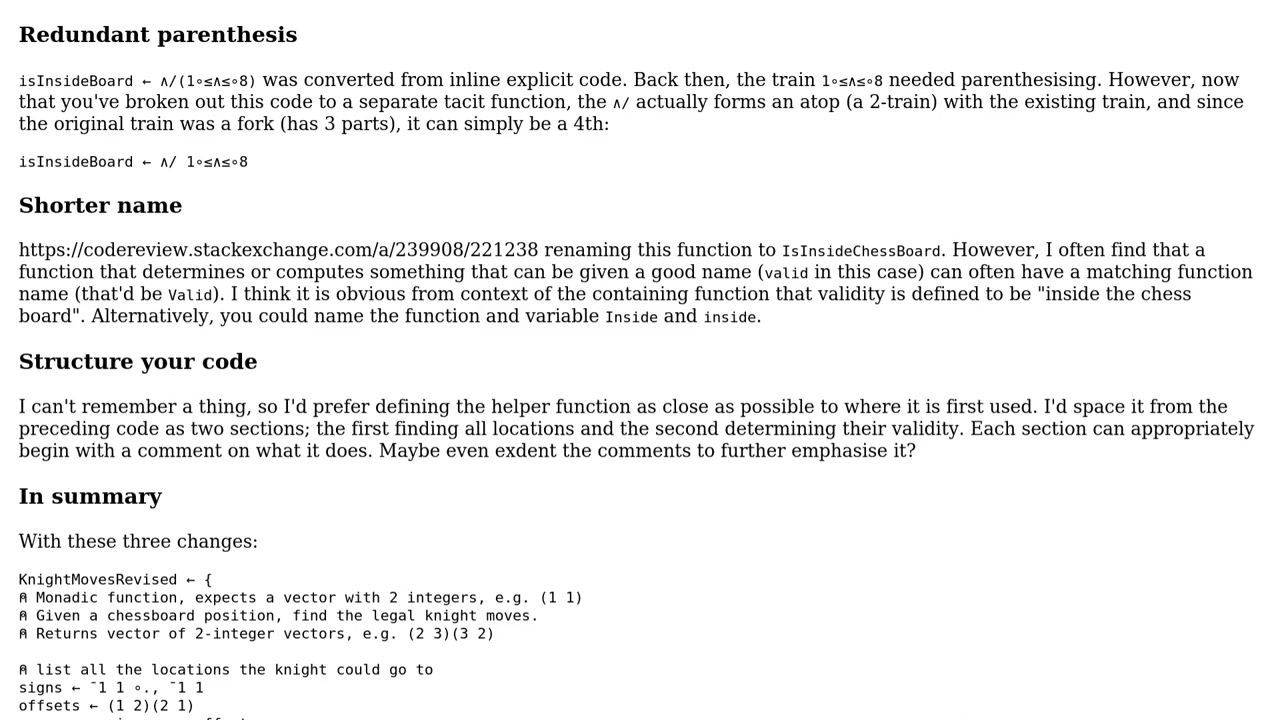 Redundant parenthesis
isInsideBoard ← ∧/(1∘≤∧≤∘8) was converted from inline explicit code. Back then, the train 1∘≤∧≤∘8 needed parenthesising. However, now
that you've broken out this code to a separate tacit function, the ∧/ actually forms an atop (a 2-train) with the existing train, and since
the original train was a fork (has 3 parts), it can simply be a 4th:
isInsideBoard ← ∧/ 1∘≤∧≤∘8
Shorter name
https://codereview.stackexchange.com/a/239908/221238 renaming this function to IsInsideChessBoard. However, I often find that a
function that determines or computes something that can be given a good name (valid in this case) can often have a matching function
name (that'd be Valid). I think it is obvious from context of the containing function that validity is defined to be "inside the chess
board". Alternatively, you could name the function and variable Inside and inside.
Structure your code
I can't remember a thing, so I'd prefer defining the helper function as close as possible to where it is first used. I'd space it from the
preceding code as two sections; the first finding all locations and the second determining their validity. Each section can appropriately
begin with a comment on what it does. Maybe even exdent the comments to further emphasise it?
In summary
With these three changes:
KnightMovesRevised ← {
⍝ Monadic function, expects a vector with 2 integers, e.g. (1 1)
⍝ Given a chessboard position, find the legal knight moves.
⍝ Returns vector of 2-integer vectors, e.g. (2 3)(3 2)
⍝ list all the locations the knight could go to
signs ← ¯1 1 ∘., ¯1 1
offsets ← (1 2)(2 1)